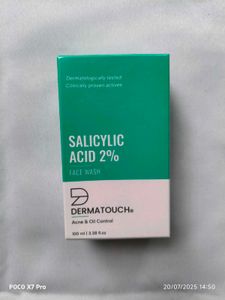 Dermatologically tested
Clinically proven actives
SALICYLIC
ACID 2%
FACE WASH
DERMATOUCH®
Acne & Oil Control
100 ml | 3.38 fl.oz
POCO X7 Pro
20/07/2025 14:50